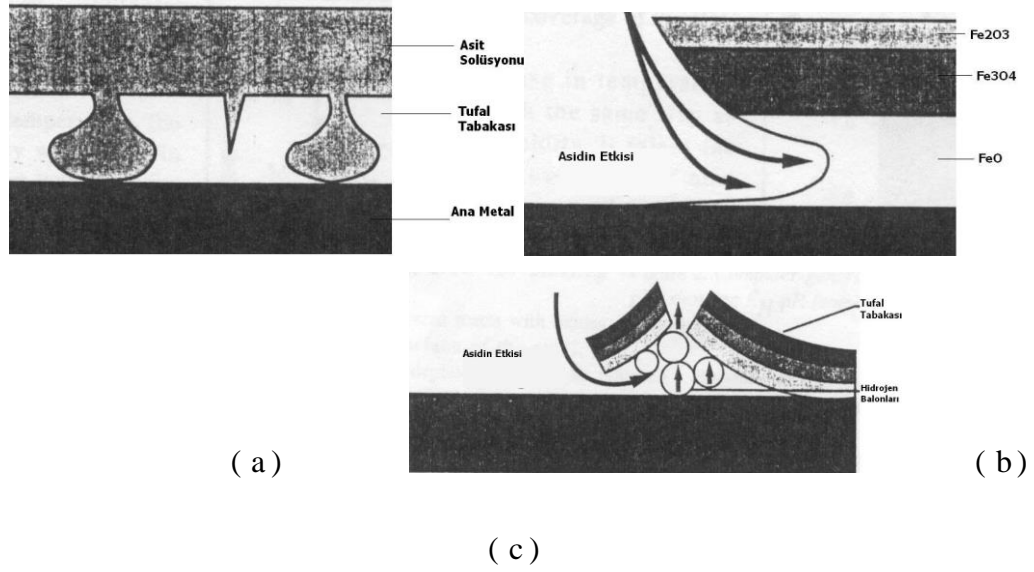 Asit
Solüsyonu
Tufal
Tabakası
Ana Metal
Fe2O3
Fe3O4
Asidin Etkisi
FeO
Asidin Etkisi
Tufal
Tabakası
Hidrojen
Balonları
(a)
(b)
(c)